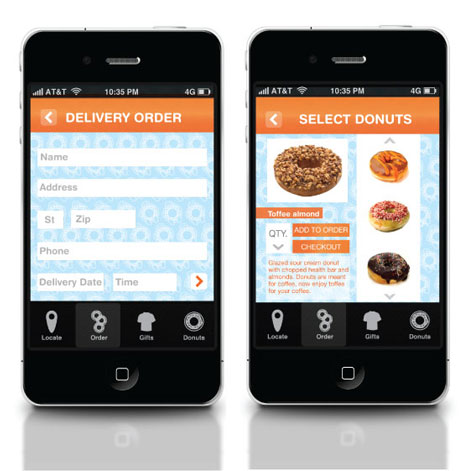 AT&T 10:35 PM 4G
DELIVERY ORDER
Name
Address
St Zip
Phone
Delivery Date Time
Locate Order Gifts Donuts
AT&T 10:35 PM 4G
SELECT DONUTS
Toffee almond
QTY. ADD TO ORDER
CHECKOUT
Glazed sour cream donut
with chopped health bar and
almonds. Donuts are meant
for coffee, now enjoy toffee
for your coffee.
Locate Order Gifts Donuts